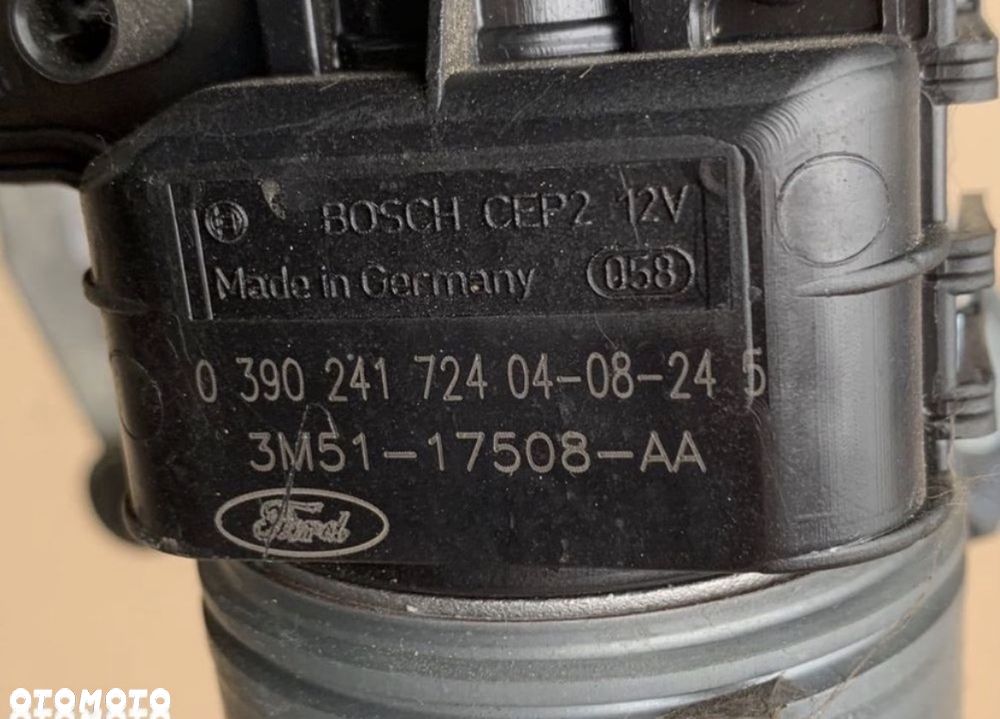 BOSCH CEP2 12V
Made in Germany 058
0 390 241 724 04-08-24 5
3M51-17508-AA
Ford
OTOMOTO